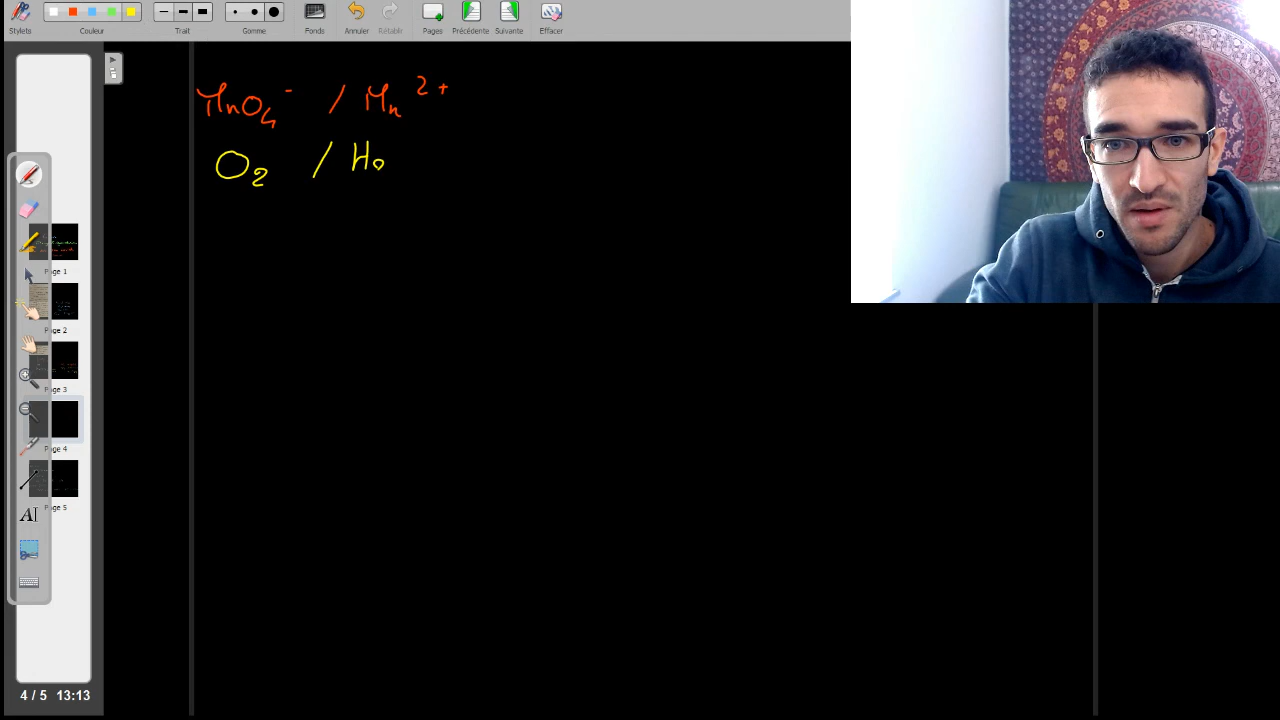 Stylets
Couleur
Trait
Gomme
Fonds
Annuler
Rétablir
Pages
Précédente
Suivante
Effacer
MnO₄⁻ / Mn²⁺
O₂ / H₂
Page 1
Page 2
Page 3
Page 4
Page 5
4 / 5 13:13